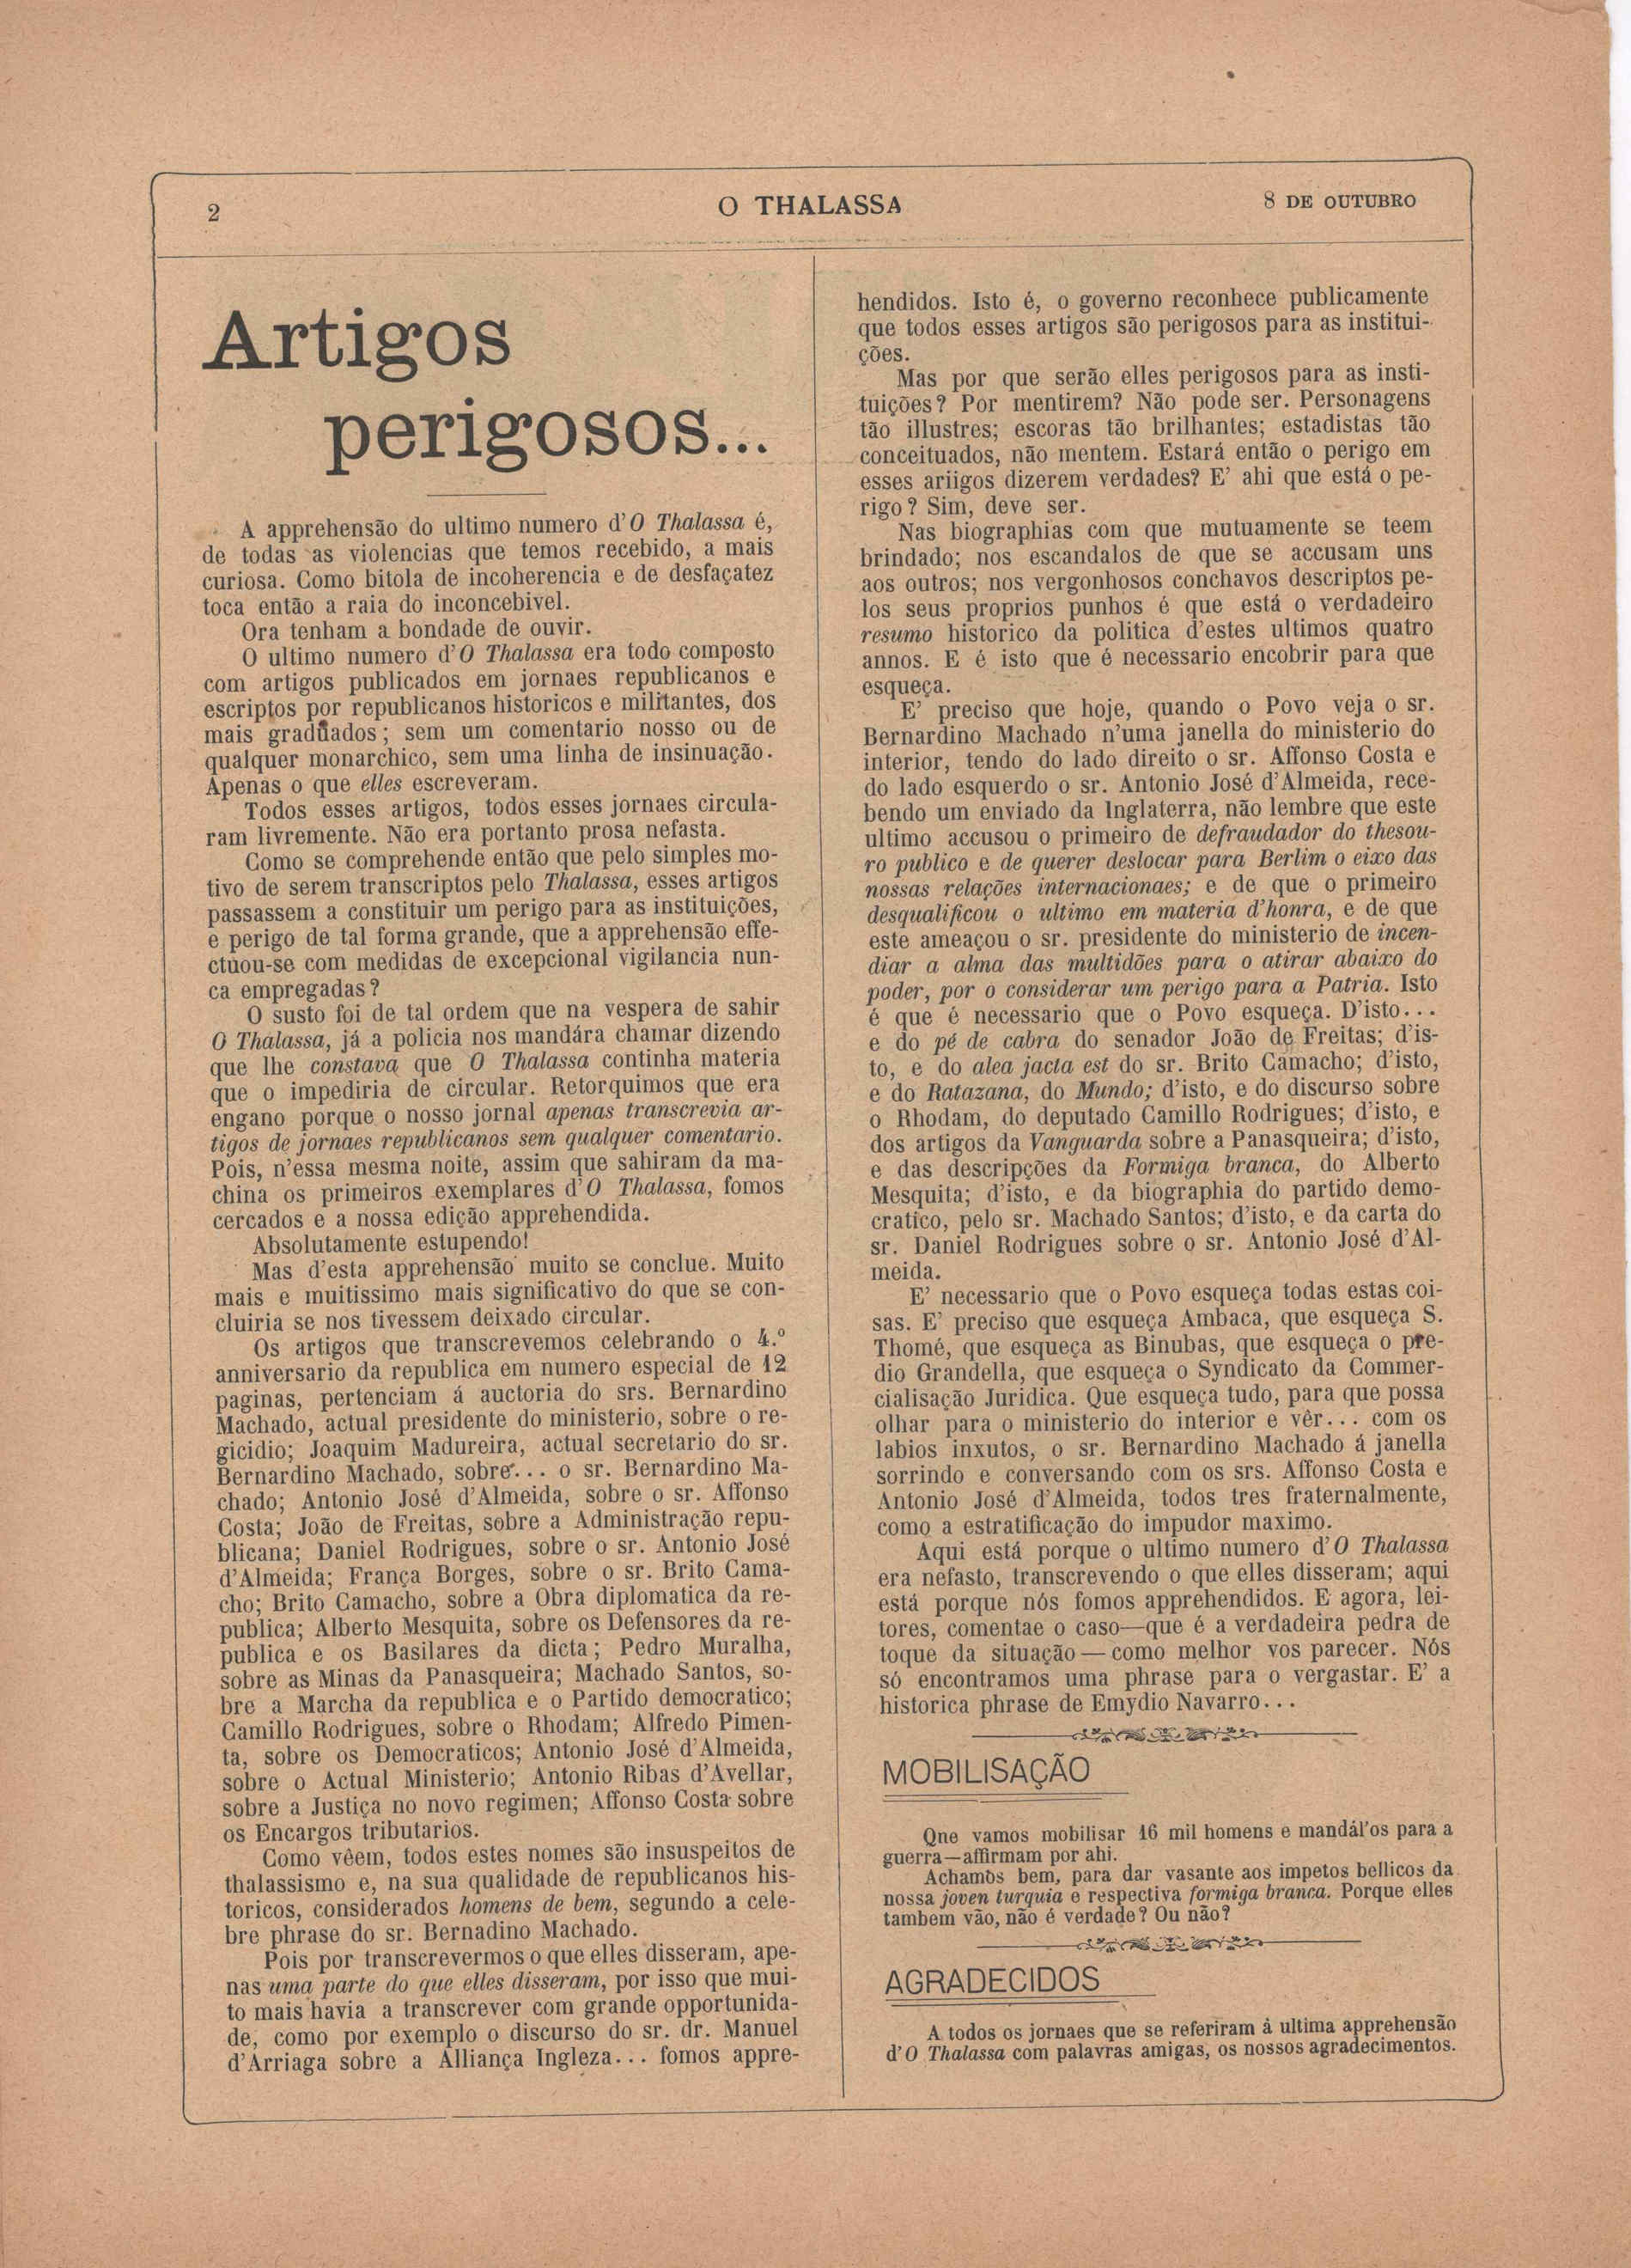 2
O THALASSA
8 DE OUTUBRO
Artigos
perigosos...
A apprehensão do ultimo numero d'O Thalassa é,
de todas as violencias que temos recebido, a mais
curiosa. Como bitola de incoherencia e de desfaçatez
toca então a raia do inconcebivel.
Ora tenham a bondade de ouvir.
O ultimo numero d'O Thalassa era todo composto
com artigos publicados em jornaes republicanos e
escriptos por republicanos historicos e militantes, dos
mais graduados; sem um comentario nosso ou de
qualquer monarchico, sem uma linha de insinuação.
Apenas o que elles escreveram.
Todos esses artigos, todos esses jornaes circula-
ram livremente. Não era portanto prosa nefasta.
Como se comprehende então que pelo simples mo-
tivo de serem transcriptos pelo Thalassa, esses artigos
passassem a constituir um perigo para as instituições,
e perigo de tal forma grande, que a apprehensão effe-
ctuou-se com medidas de excepcional vigilancia nun-
ca empregadas?
O susto foi de tal ordem que na vespera de sahir
O Thalassa, já a policia nos mandára chamar dizendo
que lhe constava que O Thalassa continha materia
que o impediria de circular. Retorquimos que era
engano porque o nosso jornal apenas transcrevia ar-
tigos de jornaes republicanos sem qualquer comentario.
Pois, n'essa mesma noite, assim que sahiram da ma-
china os primeiros exemplares d'O Thalassa, fomos
cercados e a nossa edição apprehendida.
Absolutamente estupendo!
Mas d'esta apprehensão muito se conclue. Muito
mais e muitissimo mais significativo do que se con-
cluiria se nos tivessem deixado circular.
Os artigos que transcrevemos celebrando o 4.º
anniversario da republica em numero especial de 12
paginas, pertenciam á auctoria do srs. Bernardino
Machado, actual presidente do ministerio, sobre o re-
gicidio; Joaquim Madureira, actual secretario do sr.
Bernardino Machado, sobre... o sr. Bernardino Ma-
chado; Antonio José d'Almeida, sobre o sr. Affonso
Costa; João de Freitas, sobre a Administração repu-
blicana; Daniel Rodrigues, sobre o sr. Antonio José
d'Almeida; França Borges, sobre o sr. Brito Cama-
cho; Brito Camacho, sobre a Obra diplomatica da re-
publica; Alberto Mesquita, sobre os Defensores da re-
publica e os Basilares da dicta; Pedro Muralha,
sobre as Minas da Panasqueira; Machado Santos, so-
bre a Marcha da republica e o Partido democratico;
Camillo Rodrigues, sobre o Rhodam; Alfredo Pimen-
ta, sobre os Democraticos; Antonio José d'Almeida,
sobre o Actual Ministerio; Antonio Ribas d'Avellar,
sobre a Justiça no novo regimen; Affonso Costa sobre
os Encargos tributarios.
Como vêem, todos estes nomes são insuspeitos de
thalassismo e, na sua qualidade de republicanos his-
toricos, considerados homens de bem, segundo a cele-
bre phrase do sr. Bernadino Machado.
Pois por transcrevermos o que elles disseram, ape-
nas uma parte do que elles disseram, por isso que mui-
to mais havia a transcrever com grande opportunida-
de, como por exemplo o discurso do sr. dr. Manuel
d'Arriaga sobre a Alliança Ingleza... fomos appre-
hendidos. Isto é, o governo reconhece publicamente
que todos esses artigos são perigosos para as institui-
ções.
Mas por que serão elles perigosos para as insti-
tuições? Por mentirem? Não pode ser. Personagens
tão illustres; escoras tão brilhantes; estadistas tão
conceituados, não mentem. Estará então o perigo em
esses ariigos dizerem verdades? E' ahi que está o pe-
rigo? Sim, deve ser.
Nas biographias com que mutuamente se teem
brindado; nos escandalos de que se accusam uns
aos outros; nos vergonhosos conchavos descriptos pe-
los seus proprios punhos é que está o verdadeiro
resumo historico da politica d'estes ultimos quatro
annos. E é isto que é necessario encobrir para que
esqueça.
E' preciso que hoje, quando o Povo veja o sr.
Bernardino Machado n'uma janella do ministerio do
interior, tendo do lado direito o sr. Affonso Costa e
do lado esquerdo o sr. Antonio José d'Almeida, rece-
bendo um enviado da Inglaterra, não lembre que este
ultimo accusou o primeiro de defraudador do thesou-
ro publico e de querer deslocar para Berlim o eixo das
nossas relações internacionaes; e de que o primeiro
desqualificou o ultimo em materia d'honra, e de que
este ameaçou o sr. presidente do ministerio de incen-
diar a alma das multidões para o atirar abaixo do
poder, por o considerar um perigo para a Patria. Isto
é que é necessario que o Povo esqueça. D'isto...
e do pé de cabra do senador João de Freitas; d'is-
to, e do alea jacta est do sr. Brito Camacho; d'isto,
e do Ratazana, do Mundo; d'isto, e do discurso sobre
o Rhodam, do deputado Camillo Rodrigues; d'isto, e
dos artigos da Vanguarda sobre a Panasqueira; d'isto,
e das descripções da Formiga branca, do Alberto
Mesquita; d'isto, e da biographia do partido demo-
cratico, pelo sr. Machado Santos; d'isto, e da carta do
sr. Daniel Rodrigues sobre o sr. Antonio José d'Al-
meida.
E' necessario que o Povo esqueça todas estas coi-
sas. E' preciso que esqueça Ambaca, que esqueça S.
Thomé, que esqueça as Binubas, que esqueça o pre-
dio Grandella, que esqueça o Syndicato da Commer-
cialisação Juridica. Que esqueça tudo, para que possa
olhar para o ministerio do interior e vêr... com os
labios inxutos, o sr. Bernardino Machado á janella
sorrindo e conversando com os srs. Affonso Costa e
Antonio José d'Almeida, todos tres fraternalmente,
como a estratificação do impudor maximo.
Aqui está porque o ultimo numero d'O Thalassa
era nefasto, transcrevendo o que elles disseram; aqui
está porque nós fomos apprehendidos. E agora, lei-
tores, comentae o caso—que é a verdadeira pedra de
toque da situação—como melhor vos parecer. Nós
só encontramos uma phrase para o vergastar. E' a
historica phrase de Emydio Navarro...
MOBILISAÇÃO
Qne vamos mobilisar 16 mil homens e mandál'os para a
guerra—affirmam por ahi.
Achamos bem, para dar vasante aos impetos bellicos da
nossa joven turquia e respectiva formiga branca. Porque elles
tambem vão, não é verdade? Ou não?
AGRADECIDOS
A todos os jornaes que se referiram á ultima apprehensão
d'O Thalassa com palavras amigas, os nossos agradecimentos.